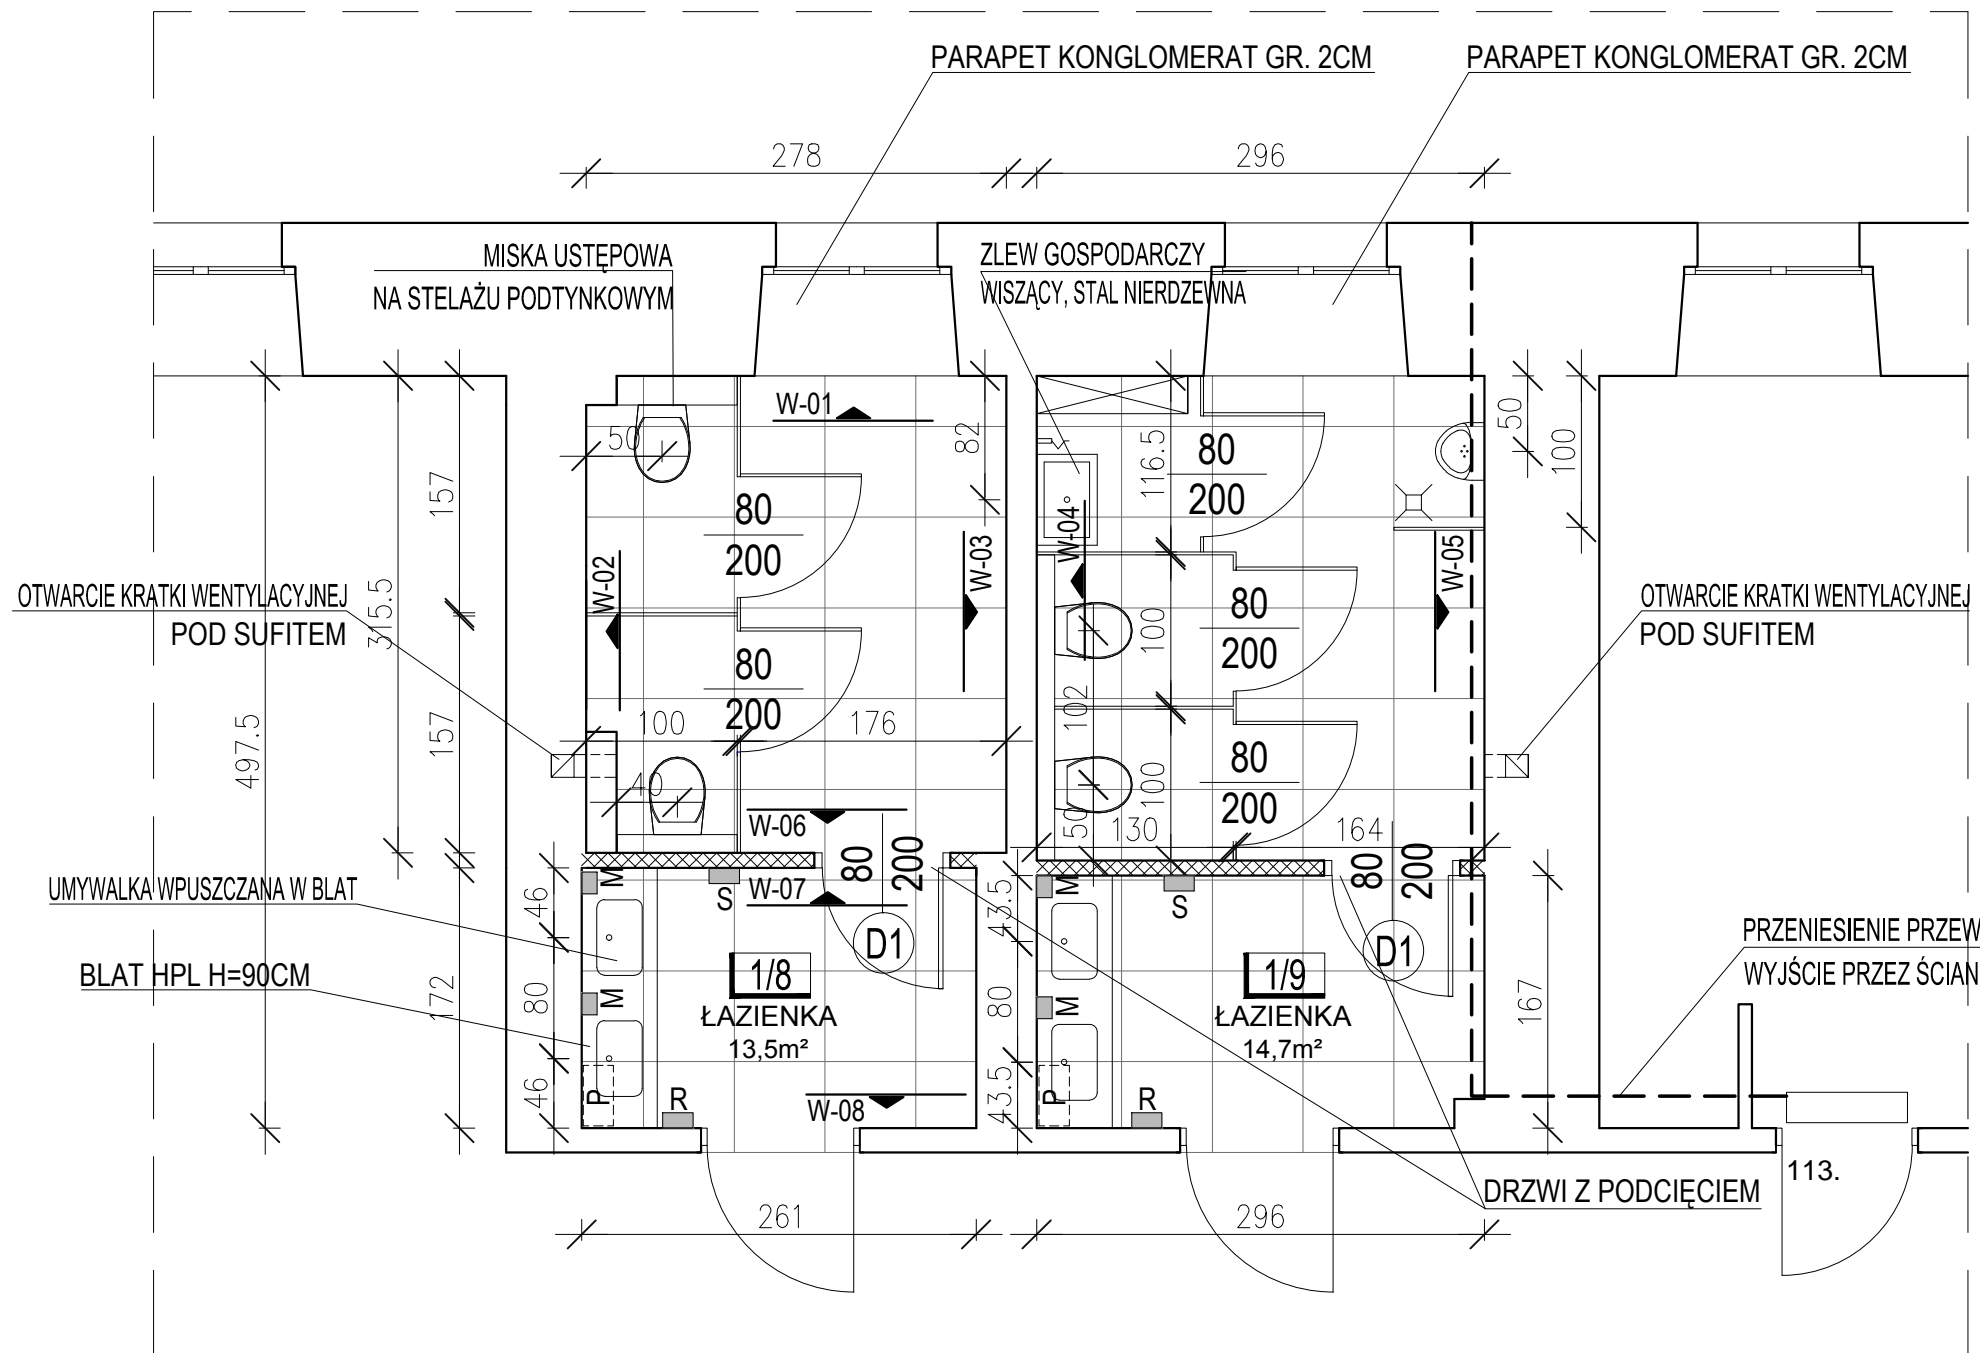 PARAPET KONGLOMERAT GR. 2CM
PARAPET KONGLOMERAT GR. 2CM
278
296
MISKA USTĘPOWA
NA STELAŻU PODTYNKOWYM
ZLEW GOSPODARCZY
WISZĄCY, STAL NIERDZEWNA
W-01
50
82
116.5
80
200
50
100
157
80
200
W-02
W-03
W-04
W-05
OTWARCIE KRATKI WENTYLACYJNEJ
POD SUFITEM
315.5
80
200
100
80
200
OTWARCIE KRATKI WENTYLACYJNEJ
POD SUFITEM
497.5
157
100
176
102
100
80
200
40
W-06
80
200
50
130
164
80
200
UMYWALKA WPUSZCZANA W BLAT
46
M
S
W-07
D1
43.5
M
S
D1
167
PRZENIESIENIE PRZEW
WYJŚCIE PRZEZ ŚCIAN
BLAT HPL H=90CM
172
80
M
1/8
ŁAZIENKA
13,5m²
80
M
1/9
ŁAZIENKA
14,7m²
46
P
R
W-08
43.5
P
R
113.
DRZWI Z PODCIĘCIEM
261
296